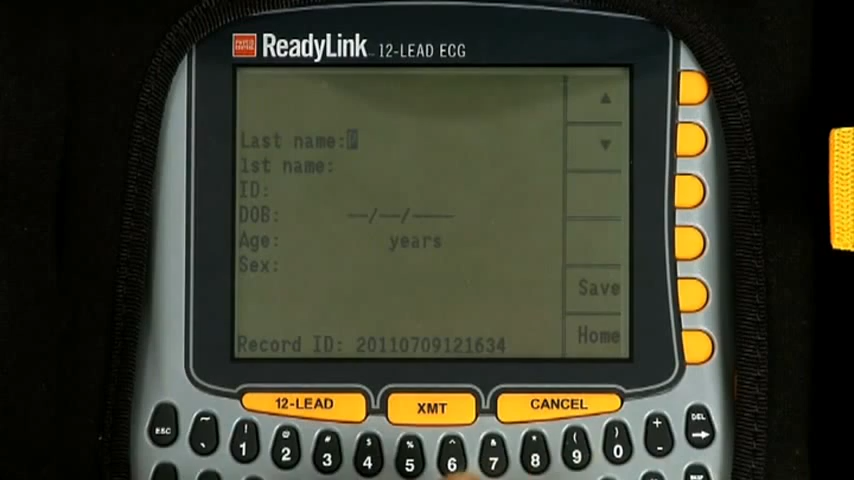 ReadyLink 12-LEAD ECG
Last name:P
1st name:
ID:
DOB: --/--/----
Age: years
Sex:
Save
Home
Record ID: 20110709121634
12-LEAD XMT CANCEL
ESC ~ ` ! 1 @ 2 # 3 $ 4 % 5 ^ 6 & 7 * 8 ( 9 ) 0 + - DEL